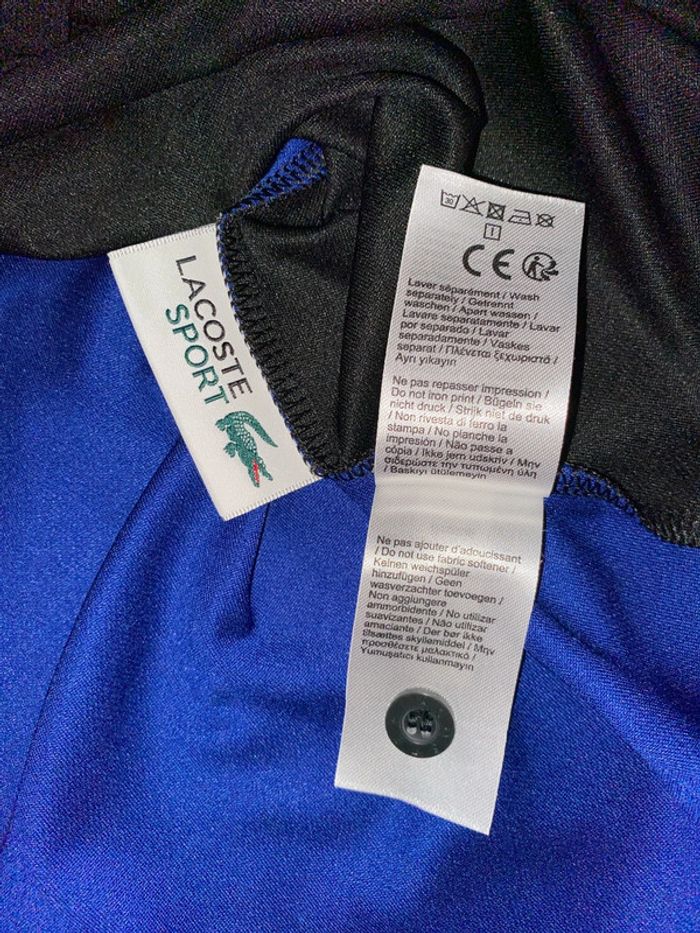 LACOSTE
SPORT
30
I
CE
Laver séparément / Wash
separately / Getrennt
waschen / Apart wassen /
Lavare separatamente / Lavar
por separado / Lavar
separadamente / Vaskes
separat / Πλένεται ξεχωριστά /
Ayrı yıkayın
Ne pas repasser impression /
Do not iron print / Bügeln sie
nicht druck / Strijk niet de druk
/ Non rivesta di ferro la
stampa / No planche la
impresión / Não passe a
cópia / Ikke jern udskriv / Μην
σιδερώστε την τυπωμένη ύλη
/ Baskıyı ütülemeyin
Ne pas ajouter d'adoucissant
/ Do not use fabric softener /
Keinen weichspüler
hinzufügen / Geen
wasverzachter toevoegen /
Non aggiungere
ammorbidente / No utilizar
suavizantes / Não utilizar
amaciante / Der bør ikke
tilsættes skyllemiddel / Μην
προσθέσετε μαλακτικό /
Yumuşatıcı kullanmayın